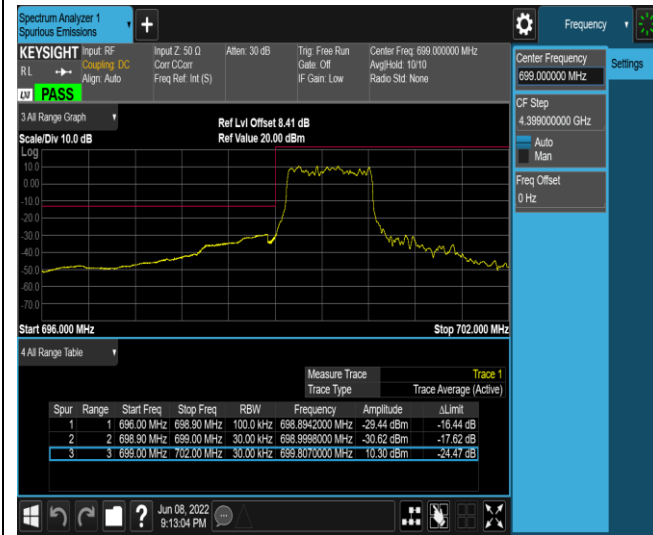 Spectrum Analyzer 1
Spurious Emissions
+
Frequency
KEYSIGHT Input: RF Input Z: 50 Ω Atten: 30 dB Trig: Free Run Center Freq: 699.000000 MHz
RL Coupling: DC Corr CCorr Gate: Off Avg|Hold: 10/10
Align: Auto Freq Ref: Int (S) IF Gain: Low Radio Std: None
LXI PASS
Center Frequency
699.000000 MHz
Settings
CF Step
4.399000000 GHz
Auto
Man
Freq Offset
0 Hz
3 All Range Graph
Ref Lvl Offset 8.41 dB
Scale/Div 10.0 dB Ref Value 20.00 dBm
Log
10.0
0.00
-10.0
-20.0
-30.0
-40.0
-50.0
-60.0
-70.0
Start 696.000 MHz Stop 702.000 MHz
4 All Range Table
Measure Trace Trace 1
Trace Type Trace Average (Active)
Spur Range Start Freq Stop Freq RBW Frequency Amplitude ΔLimit
1 1 696.00 MHz 698.90 MHz 100.0 kHz 698.8942000 MHz -29.44 dBm -16.44 dB
2 2 698.90 MHz 699.00 MHz 30.00 kHz 698.9998000 MHz -30.62 dBm -17.62 dB
3 3 699.00 MHz 702.00 MHz 30.00 kHz 699.8070000 MHz 10.30 dBm -24.47 dB
? Jun 08, 2022
9:13:04 PM